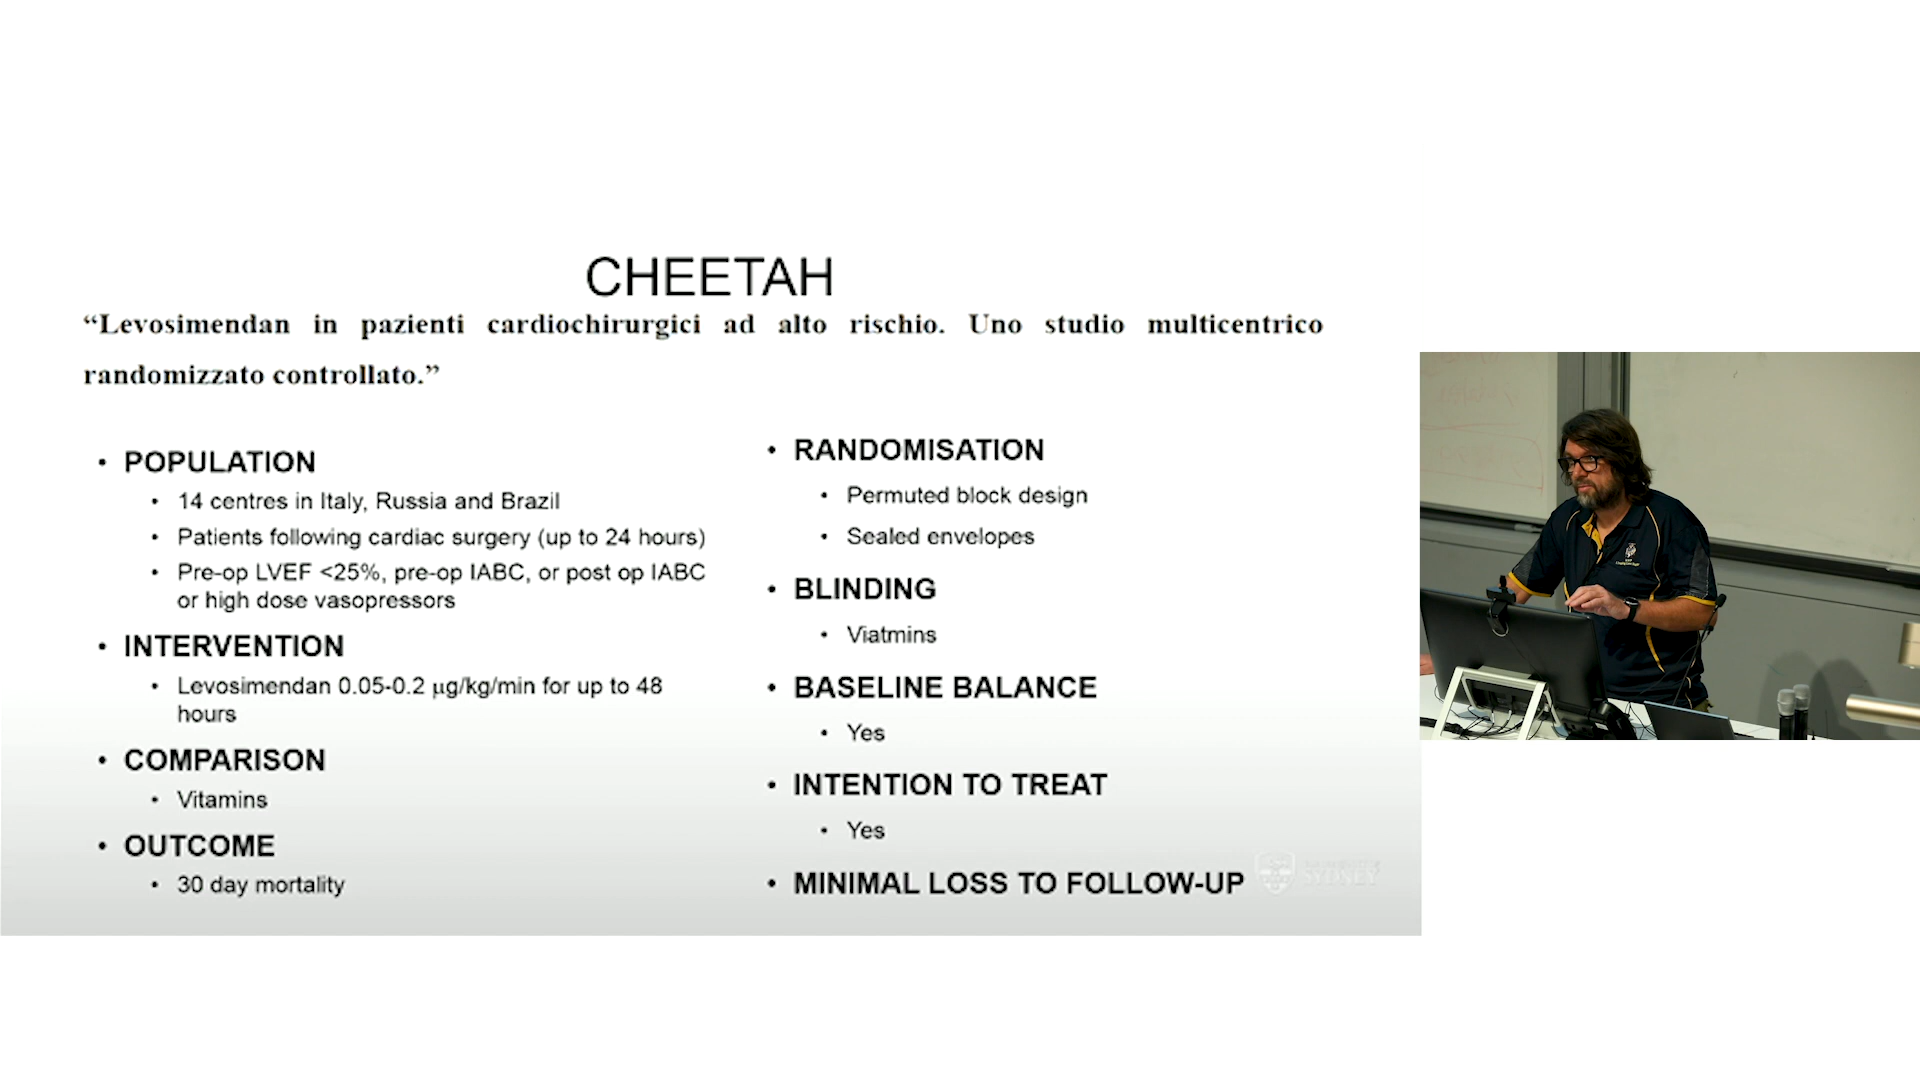 CHEETAH
“Levosimendan in pazienti cardiochirurgici ad alto rischio. Uno studio multicentrico
randomizzato controllato.”
• POPULATION
• 14 centres in Italy, Russia and Brazil
• Patients following cardiac surgery (up to 24 hours)
• Pre-op LVEF <25%, pre-op IABC, or post op IABC
or high dose vasopressors
• INTERVENTION
• Levosimendan 0.05-0.2 µg/kg/min for up to 48
hours
• COMPARISON
• Vitamins
• OUTCOME
• 30 day mortality
• RANDOMISATION
• Permuted block design
• Sealed envelopes
• BLINDING
• Viatmins
• BASELINE BALANCE
• Yes
• INTENTION TO TREAT
• Yes
• MINIMAL LOSS TO FOLLOW-UP
SYDNEY